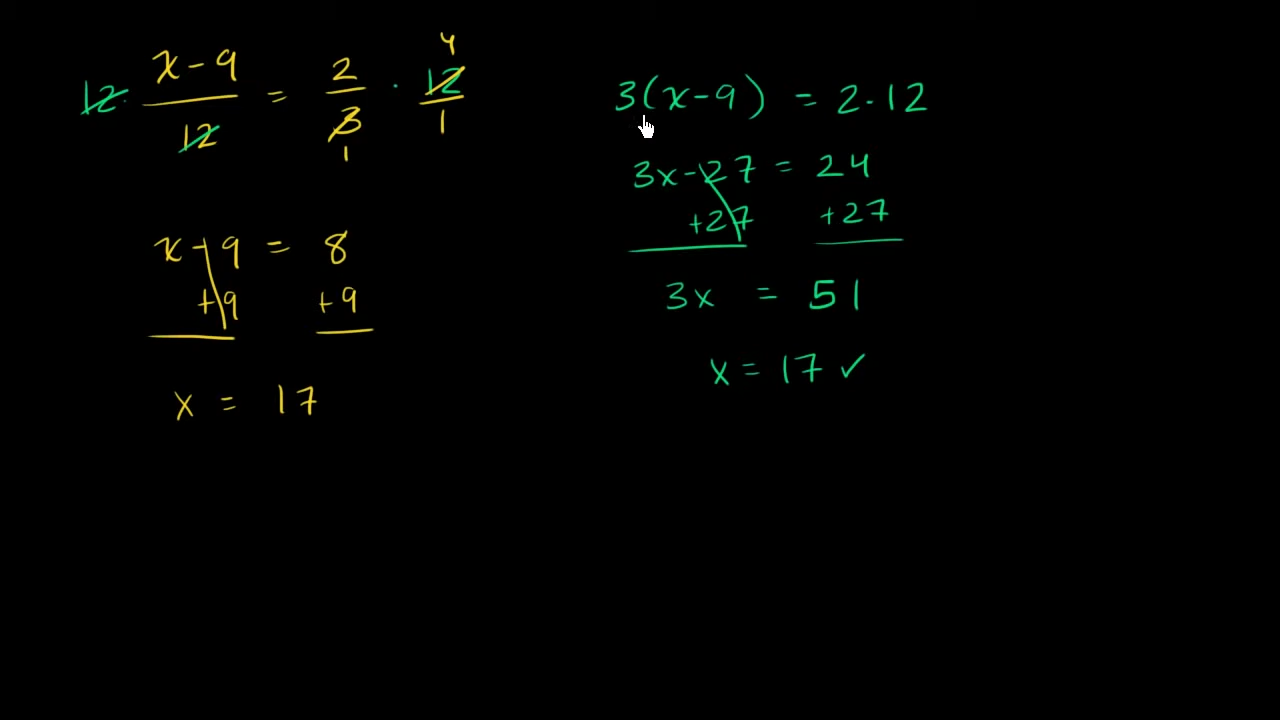 12 · (x - 9)/12 = 2/3 · 12/1
4
1
x - 9 = 8
+9 +9
x = 17
3(x - 9) = 2 · 12
3x - 27 = 24
+27 +27
3x = 51
x = 17 ✓